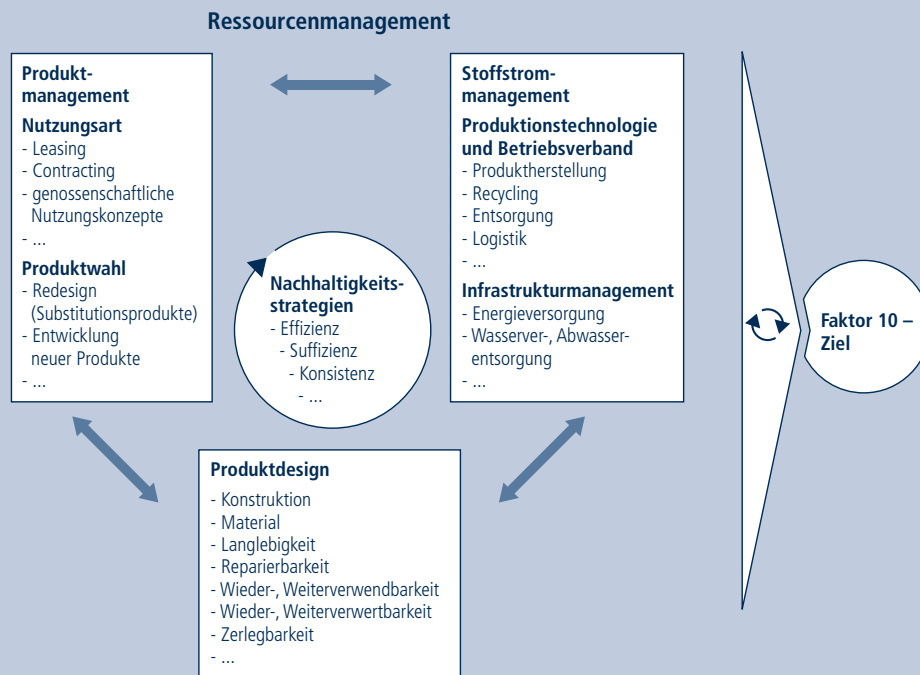 Ressourcenmanagement
Produkt-
management
Nutzungsart
- Leasing
- Contracting
- genossenschaftliche
Nutzungskonzepte
- ...
Produktwahl
- Redesign
(Substitutionsprodukte)
- Entwicklung
neuer Produkte
- ...
Nachhaltigkeits-
strategien
- Effizienz
- Suffizienz
- Konsistenz
- ...
Stoffstrom-
management
Produktionstechnologie
und Betriebsverband
- Produktherstellung
- Recycling
- Entsorgung
- Logistik
- ...
Infrastrukturmanagement
- Energieversorgung
- Wasserver-, Abwasser-
entsorgung
- ...
Produktdesign
- Konstruktion
- Material
- Langlebigkeit
- Reparierbarkeit
- Wieder-, Weiterverwendbarkeit
- Wieder-, Weiterverwertbarkeit
- Zerlegbarkeit
- ...
Faktor 10 –
Ziel